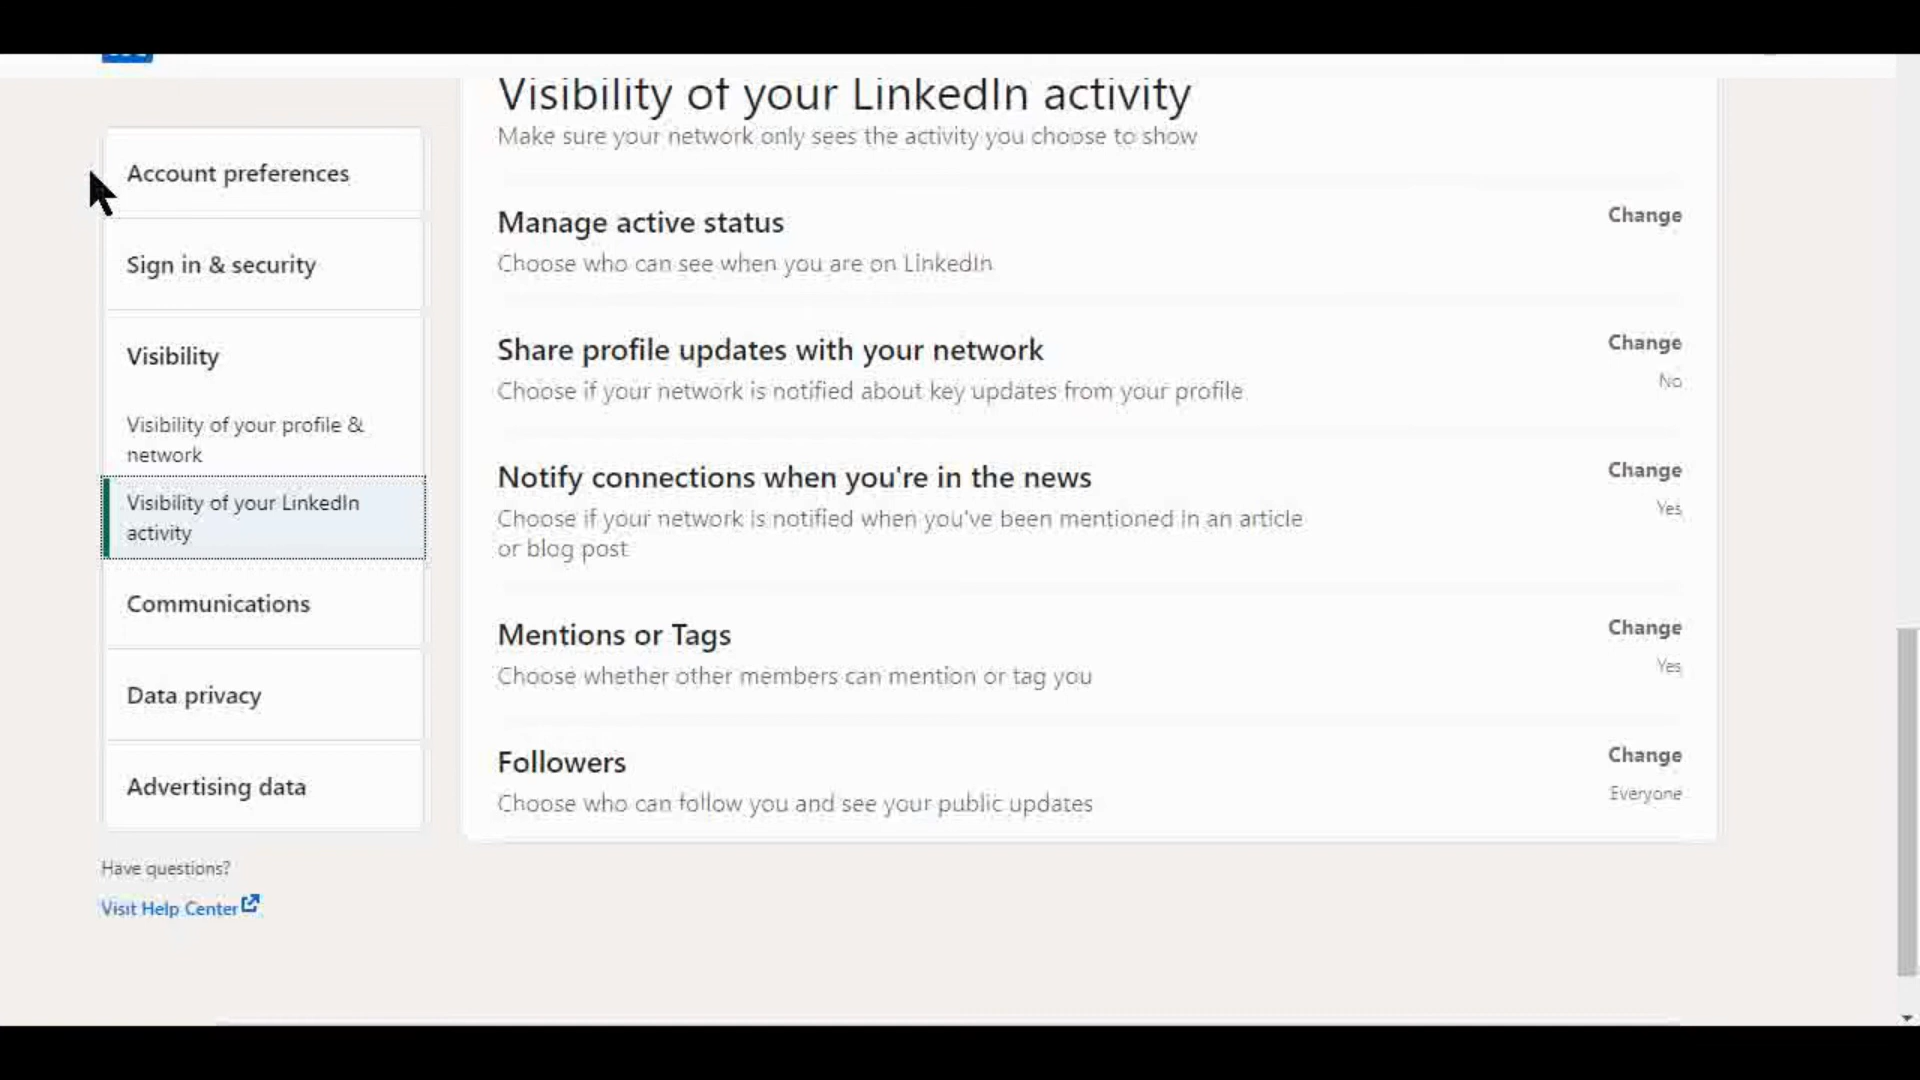 Visibility of your LinkedIn activity
Make sure your network only sees the activity you choose to show
Account preferences
Sign in & security
Visibility
Visibility of your profile &
network
Visibility of your LinkedIn
activity
Communications
Data privacy
Advertising data
Have questions?
Visit Help Center
Manage active status
Change
Choose who can see when you are on LinkedIn
Share profile updates with your network
Change
Choose if your network is notified about key updates from your profile
No
Notify connections when you're in the news
Change
Choose if your network is notified when you've been mentioned in an article
or blog post
Yes
Mentions or Tags
Change
Choose whether other members can mention or tag you
Yes
Followers
Change
Choose who can follow you and see your public updates
Everyone